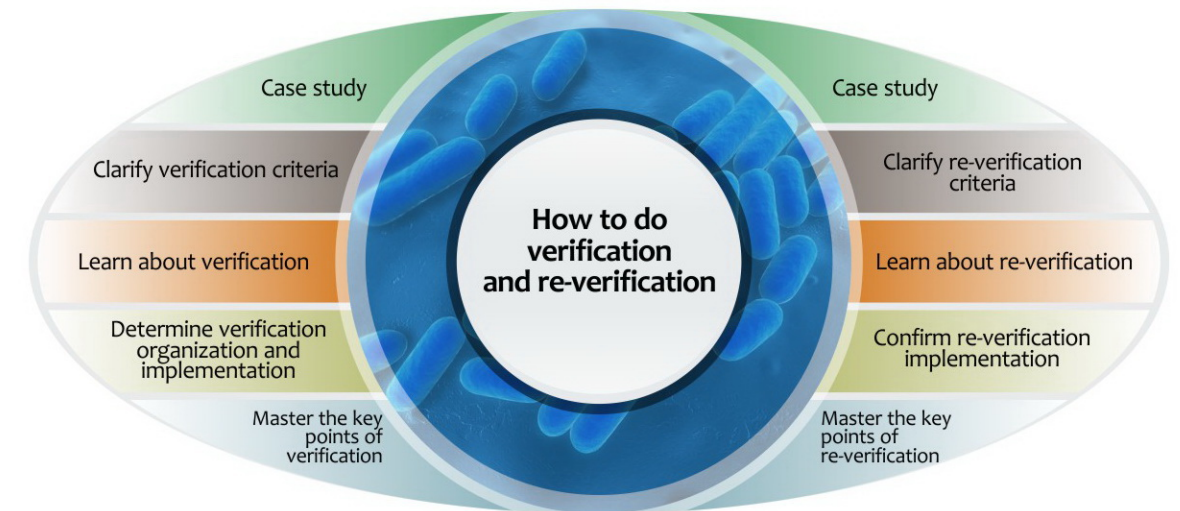 Case study
Clarify verification criteria
Learn about verification
Determine verification
organization and
implementation
Master the key
points of
verification
How to do
verification
and re-verification
Case study
Clarify re-verification
criteria
Learn about re-verification
Confirm re-verification
implementation
Master the key
points of
re-verification